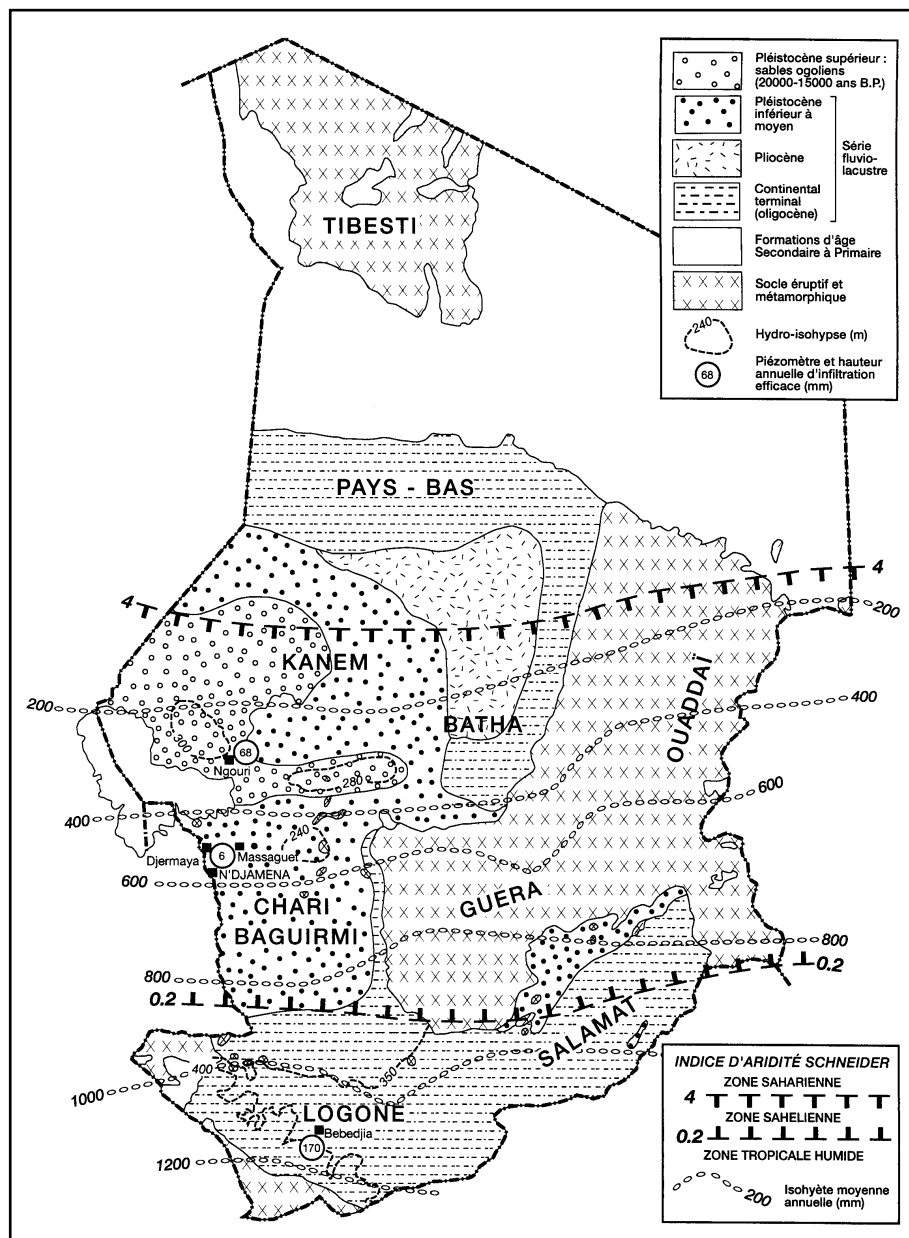 Pléistocène supérieur :
sables ogoliens
(20000-15000 ans B.P.)
Pléistocène
inférieur à
moyen
Pliocène
Série
fluvio-
lacustre
Continental
terminal
(oligocène)
Formations d'âge
Secondaire à Primaire
Socle éruptif et
métamorphique
240
Hydro-isohypse (m)
68
Piézomètre et hauteur
annuelle d'infiltration
efficace (mm)
TIBESTI
PAYS - BAS
4
4
200
KANEM
OUADDAÏ
200
400
BATHA
300
68
Ngouri
280
600
400
240
Djermaya
6
Massaguet
N'DJAMENA
600
GUERA
CHARI
BAGUIRMI
800
800
0.2
0.2
SALAMAT
400
350
1000
LOGONE
Bebedjia
170
1200
INDICE D'ARIDITÉ SCHNEIDER
ZONE SAHARIENNE
4
ZONE SAHELIENNE
0.2
ZONE TROPICALE HUMIDE
200
Isohyète moyenne
annuelle (mm)